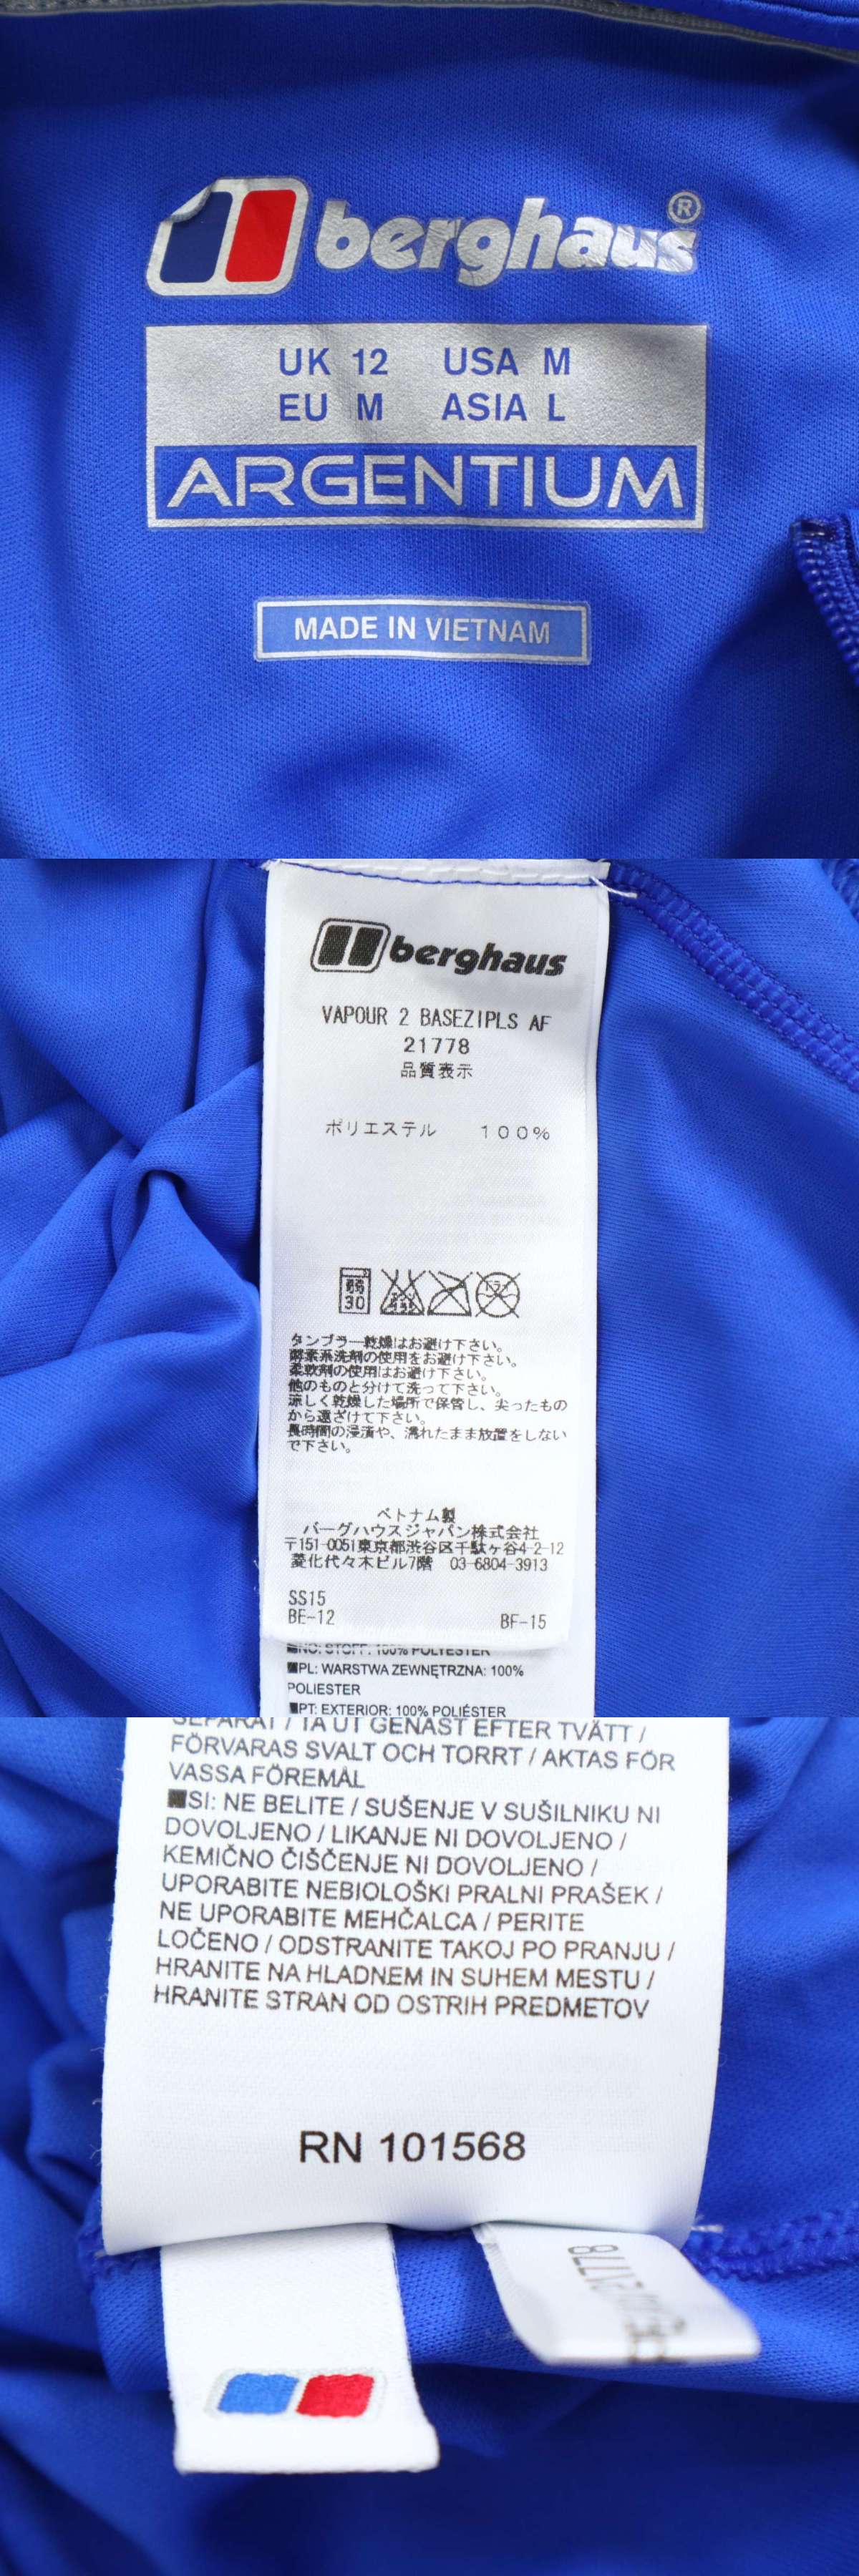 berghaus®
UK 12 USA M
EU M ASIA L
ARGENTIUM
MADE IN VIETNAM
berghaus
VAPOUR 2 BASEZIPLS AF
21778
品質表示
ポリエステル 100%
30
タンブラー乾燥はお避け下さい。
酵素系洗剤の使用をお避け下さい。
柔軟剤の使用はお避け下さい。
他のものと分けて洗って下さい。
涼しく乾燥した場所で保管し、尖ったもの
から遠ざけて下さい。
長時間の浸漬や、濡れたまま放置をしない
で下さい。
ベトナム製
バーグハウスジャパン株式会社
〒151-0051東京都渋谷区千駄ヶ谷4-2-12
菱化代々木ビル7階 03-6804-3913
SS15
BE-12 BF-15
NO: STOFF: 100% POLYESTER
PL: WARSTWA ZEWNĘTRZNA: 100%
POLIESTER
PT: EXTERIOR: 100% POLIÉSTER
SEPARAT / TA UT GENAST EFTER TVÄTT /
FÖRVARAS SVALT OCH TORRT / AKTAS FÖR
VASSA FÖREMÅL
SI: NE BELITE / SUŠENJE V SUŠILNIKU NI
DOVOLJENO / LIKANJE NI DOVOLJENO /
KEMIČNO ČIŠČENJE NI DOVOLJENO /
UPORABITE NEBIOLOŠKI PRALNI PRAŠEK /
NE UPORABITE MEHČALCA / PERITE
LOČENO / ODSTRANITE TAKOJ PO PRANJU /
HRANITE NA HLADNEM IN SUHEM MESTU /
HRANITE STRAN OD OSTRIH PREDMETOV
RN 101568